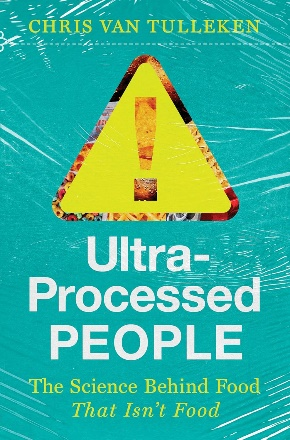 CHRIS VAN TULLEKEN
!
Ultra-
Processed
PEOPLE
The Science Behind Food
That Isn't Food